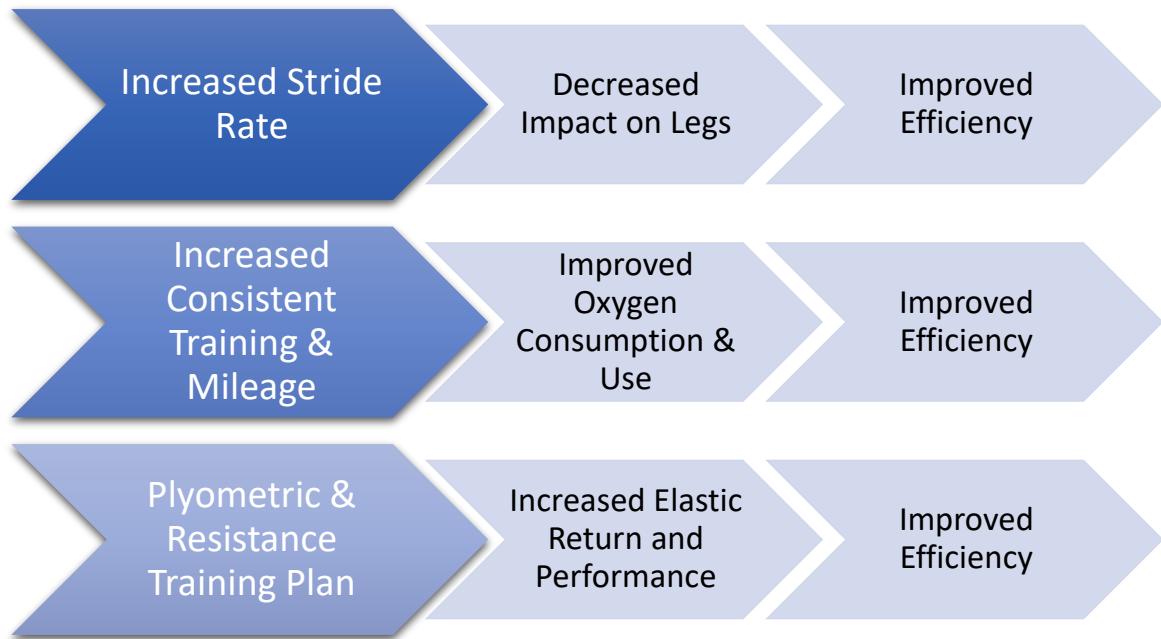 Increased Stride
Rate
Decreased
Impact on Legs
Improved
Efficiency
Increased
Consistent
Training &
Mileage
Improved
Oxygen
Consumption &
Use
Improved
Efficiency
Plyometric &
Resistance
Training Plan
Increased Elastic
Return and
Performance
Improved
Efficiency